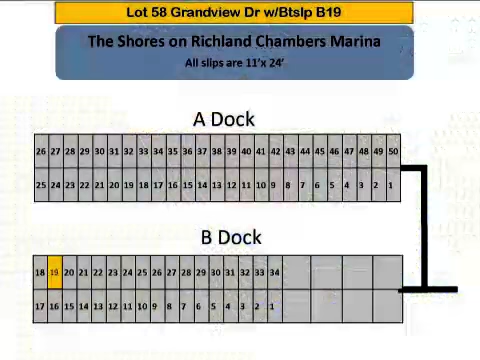 Lot 58 Grandview Dr w/Btslp B19
The Shores on Richland Chambers Marina
All slips are 11'x 24'
A Dock
26 27 28 29 30 31 32 33 34 35 36 37 38 39 40 41 42 43 44 45 46 47 48 49 50
25 24 23 22 21 20 19 18 17 16 15 14 13 12 11 10 9 8 7 6 5 4 3 2 1
B Dock
18 19 20 21 22 23 24 25 26 27 28 29 30 31 32 33 34
17 16 15 14 13 12 11 10 9 8 7 6 5 4 3 2 1